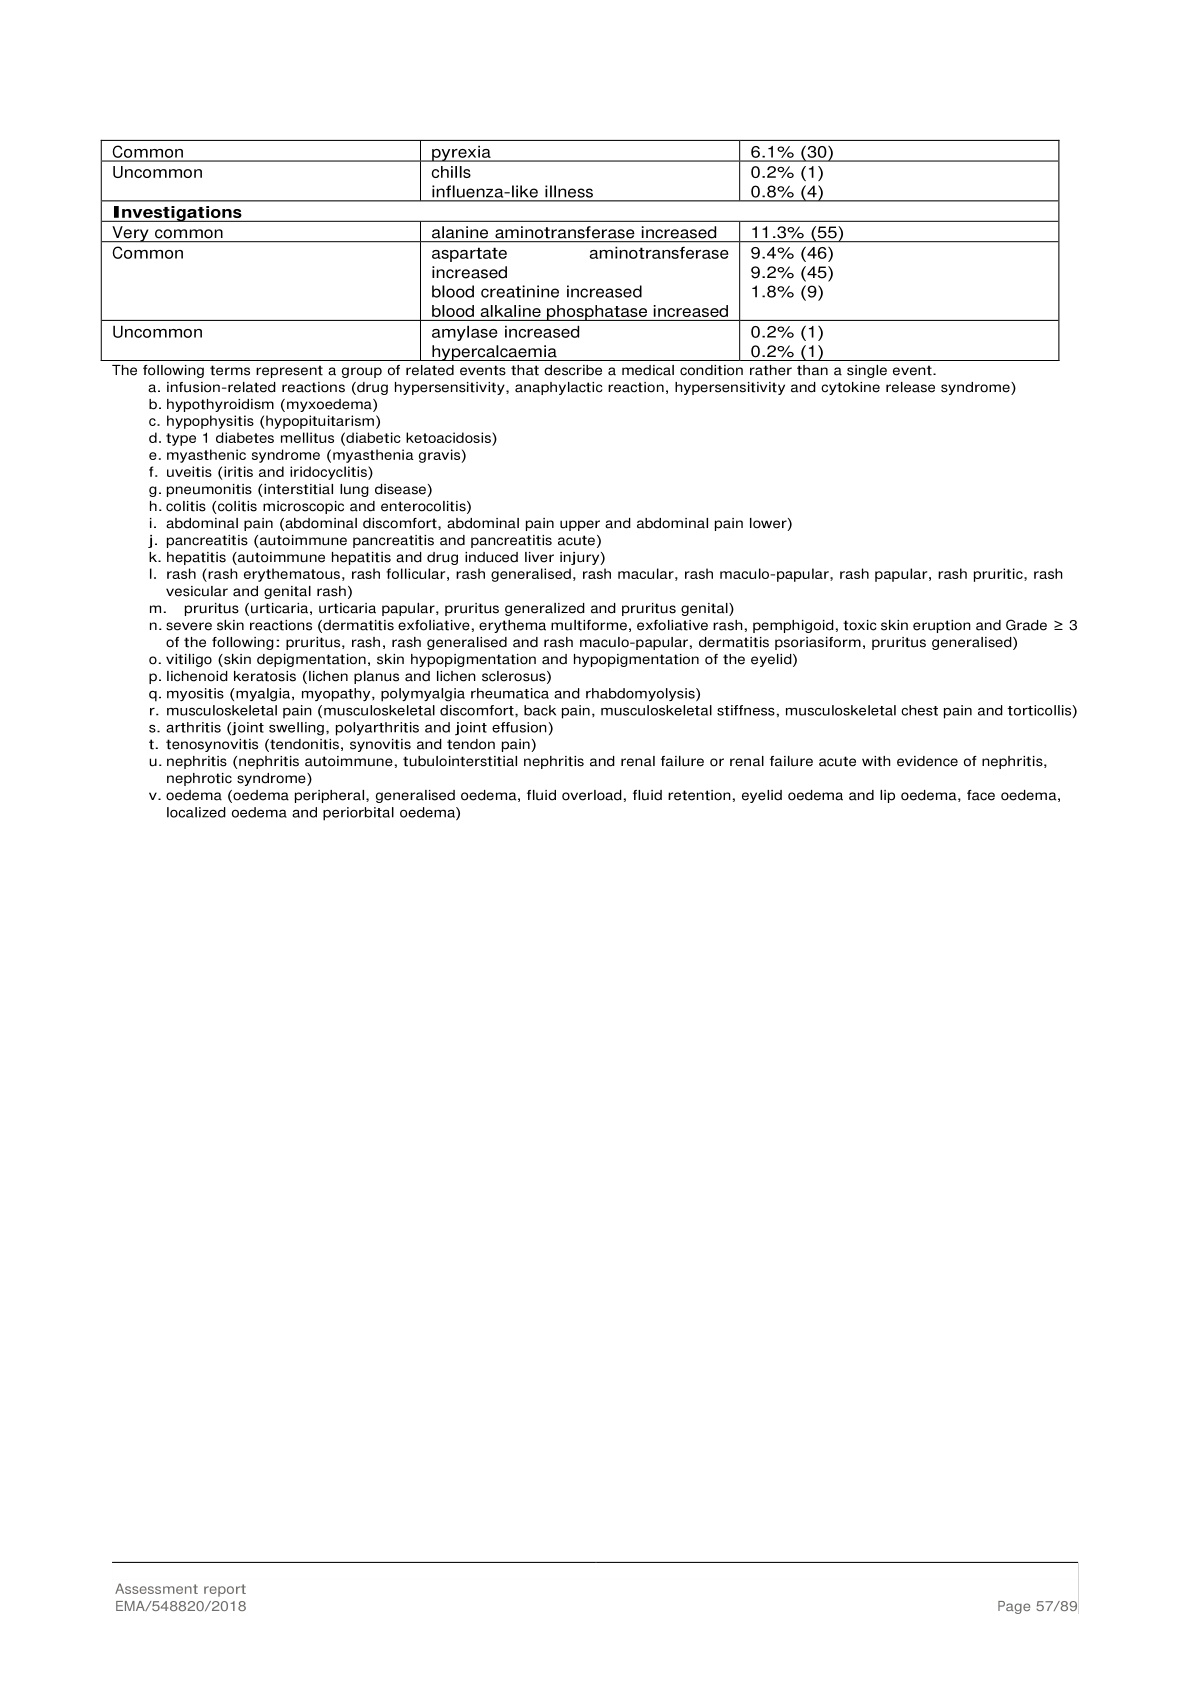 Common pyrexia 6.1% (30)
Uncommon chills 0.2% (1)
influenza-like illness 0.8% (4)
Investigations
Very common alanine aminotransferase increased 11.3% (55)
Common aspartate aminotransferase 9.4% (46)
increased 9.2% (45)
blood creatinine increased 1.8% (9)
blood alkaline phosphatase increased
Uncommon amylase increased 0.2% (1)
hypercalcaemia 0.2% (1)
The following terms represent a group of related events that describe a medical condition rather than a single event.
a. infusion-related reactions (drug hypersensitivity, anaphylactic reaction, hypersensitivity and cytokine release syndrome)
b. hypothyroidism (myxoedema)
c. hypophysitis (hypopituitarism)
d. type 1 diabetes mellitus (diabetic ketoacidosis)
e. myasthenic syndrome (myasthenia gravis)
f. uveitis (iritis and iridocyclitis)
g. pneumonitis (interstitial lung disease)
h. colitis (colitis microscopic and enterocolitis)
i. abdominal pain (abdominal discomfort, abdominal pain upper and abdominal pain lower)
j. pancreatitis (autoimmune pancreatitis and pancreatitis acute)
k. hepatitis (autoimmune hepatitis and drug induced liver injury)
l. rash (rash erythematous, rash follicular, rash generalised, rash macular, rash maculo-papular, rash papular, rash pruritic, rash
vesicular and genital rash)
m. pruritus (urticaria, urticaria papular, pruritus generalized and pruritus genital)
n. severe skin reactions (dermatitis exfoliative, erythema multiforme, exfoliative rash, pemphigoid, toxic skin eruption and Grade ≥ 3
of the following: pruritus, rash, rash generalised and rash maculo-papular, dermatitis psoriasiform, pruritus generalised)
o. vitiligo (skin depigmentation, skin hypopigmentation and hypopigmentation of the eyelid)
p. lichenoid keratosis (lichen planus and lichen sclerosus)
q. myositis (myalgia, myopathy, polymyalgia rheumatica and rhabdomyolysis)
r. musculoskeletal pain (musculoskeletal discomfort, back pain, musculoskeletal stiffness, musculoskeletal chest pain and torticollis)
s. arthritis (joint swelling, polyarthritis and joint effusion)
t. tenosynovitis (tendonitis, synovitis and tendon pain)
u. nephritis (nephritis autoimmune, tubulointerstitial nephritis and renal failure or renal failure acute with evidence of nephritis,
nephrotic syndrome)
v. oedema (oedema peripheral, generalised oedema, fluid overload, fluid retention, eyelid oedema and lip oedema, face oedema,
localized oedema and periorbital oedema)
Assessment report
EMA/548820/2018 Page 57/89